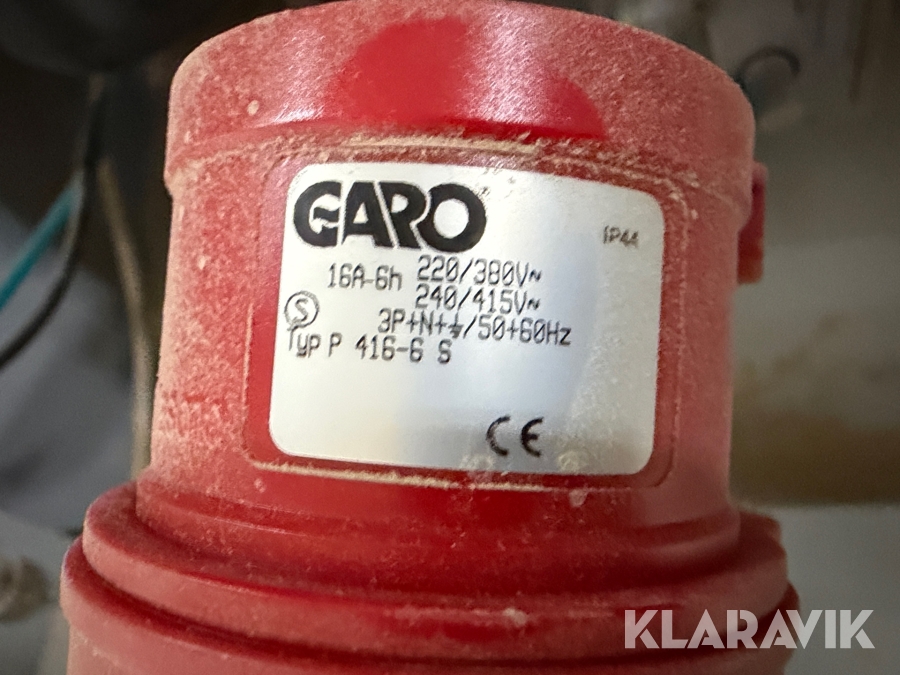 GARO®
IP44
16A-6h 220/380V~
240/415V~
S
3P+N+⏚/50+60Hz
Typ P 416-6 S
CE
KLARAVIK